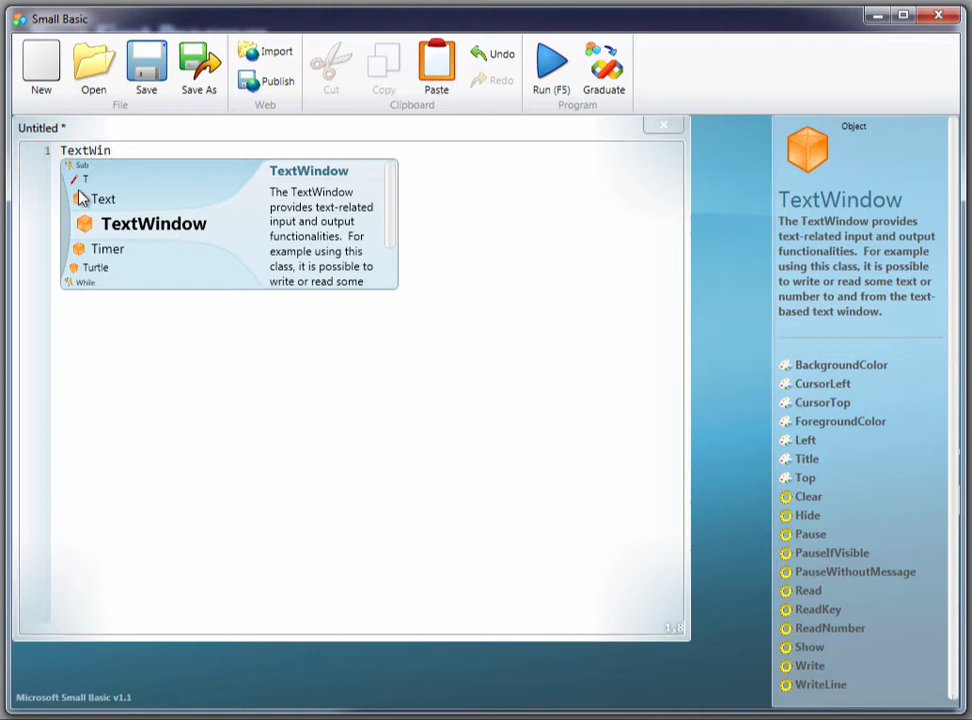 Small Basic
New
Open
Save
Save As
File
Import
Publish
Web
Cut
Copy
Paste
Clipboard
Undo
Redo
Run (F5)
Graduate
Program
Untitled *
1 TextWin
Sub
T
Text
TextWindow
Timer
Turtle
While
TextWindow
The TextWindow
provides text-related
input and output
functionalities. For
example using this
class, it is possible to
write or read some
1,8
Microsoft Small Basic v1.1
Object
TextWindow
The TextWindow provides
text-related input and output
functionalities. For example
using this class, it is possible
to write or read some text or
number to and from the text-
based text window.
BackgroundColor
CursorLeft
CursorTop
ForegroundColor
Left
Title
Top
Clear
Hide
Pause
PauseIfVisible
PauseWithoutMessage
Read
ReadKey
ReadNumber
Show
Write
WriteLine